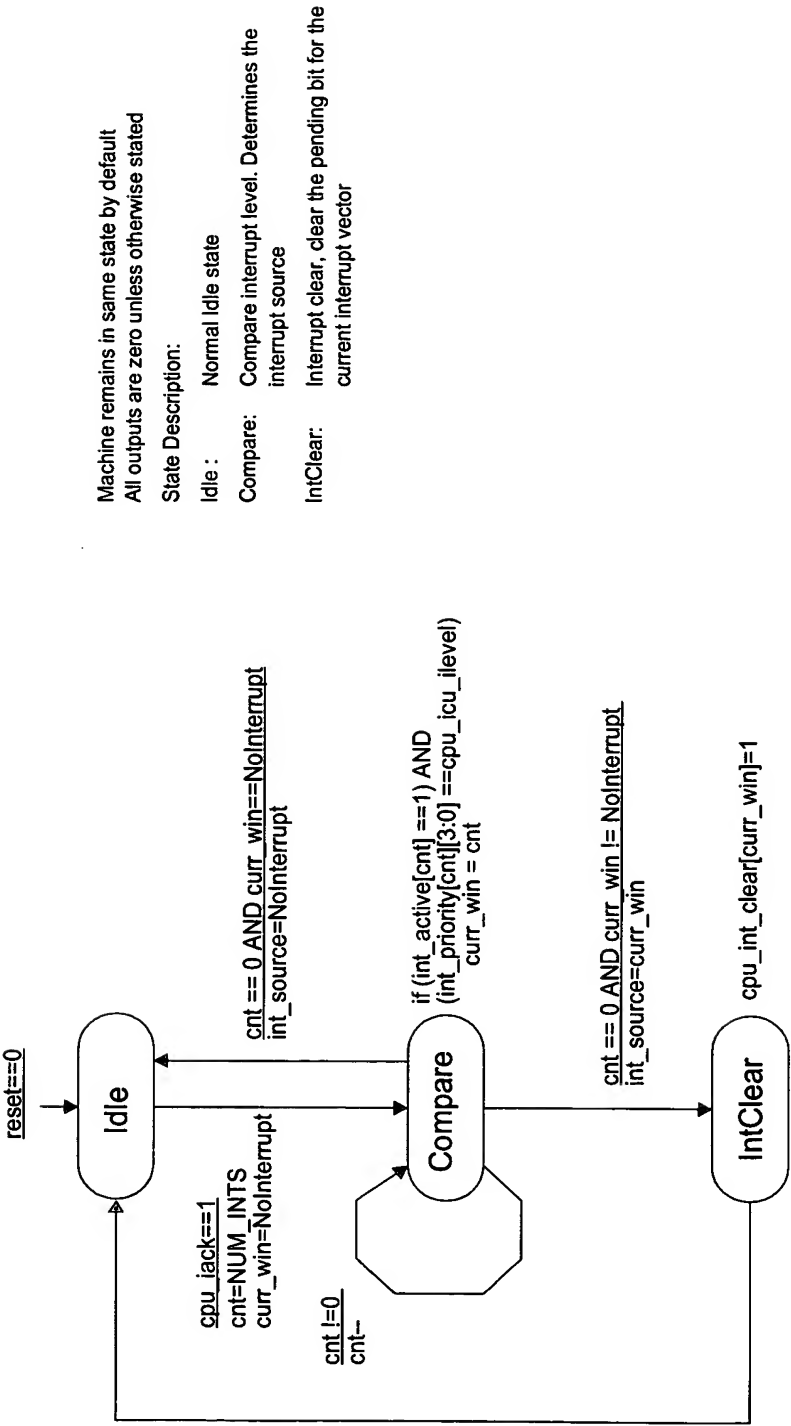 reset==0
Idle
cpu_iack==1
cnt=NUM_INTS
curr_win=NoInterrupt
cnt == 0 AND curr_win==NoInterrupt
int_source=NoInterrupt
cnt !=0
cnt--
Compare
if (int_active[cnt] ==1) AND
(int_priority[cnt][3:0] ==cpu_icu_ilevel)
curr_win = cnt
cnt == 0 AND curr_win != NoInterrupt
int_source=curr_win
IntClear
cpu_int_clear[curr_win]=1
Machine remains in same state by default
All outputs are zero unless otherwise stated
State Description:
Idle : Normal Idle state
Compare: Compare interrupt level. Determines the
interrupt source
IntClear: Interrupt clear, clear the pending bit for the
current interrupt vector